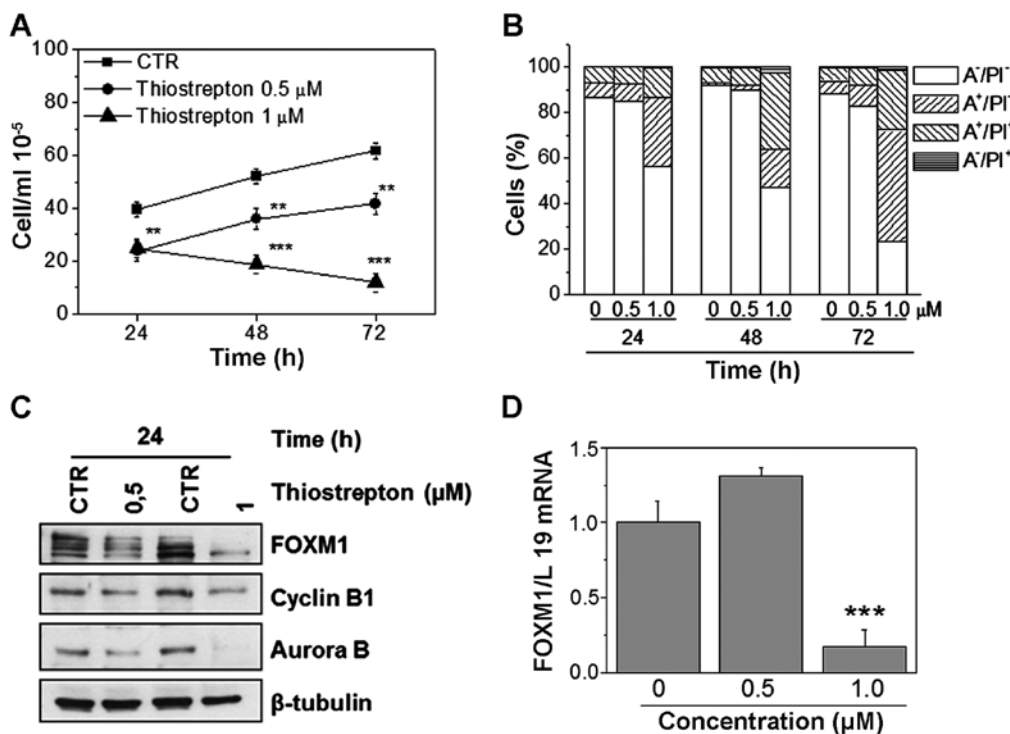 A
CTR
Thiostrepton 0.5 µM
Thiostrepton 1 µM
Cell/ml 10⁻⁵
100
80
60
40
20
0
**
**
**
***
***
24
48
72
Time (h)
B
Cells (%)
100
80
60
40
20
0
A⁻/PI⁻
A⁺/PI⁻
A⁺/PI⁺
A⁻/PI⁺
0 0.5 1.0 0 0.5 1.0 0 0.5 1.0 µM
24 48 72
Time (h)
C
24 Time (h)
CTR 0,5 CTR 1 Thiostrepton (µM)
FOXM1
Cyclin B1
Aurora B
β-tubulin
D
FOXM1/L 19 mRNA
1.5
1.0
0.5
0.0
***
0 0.5 1.0
Concentration (µM)